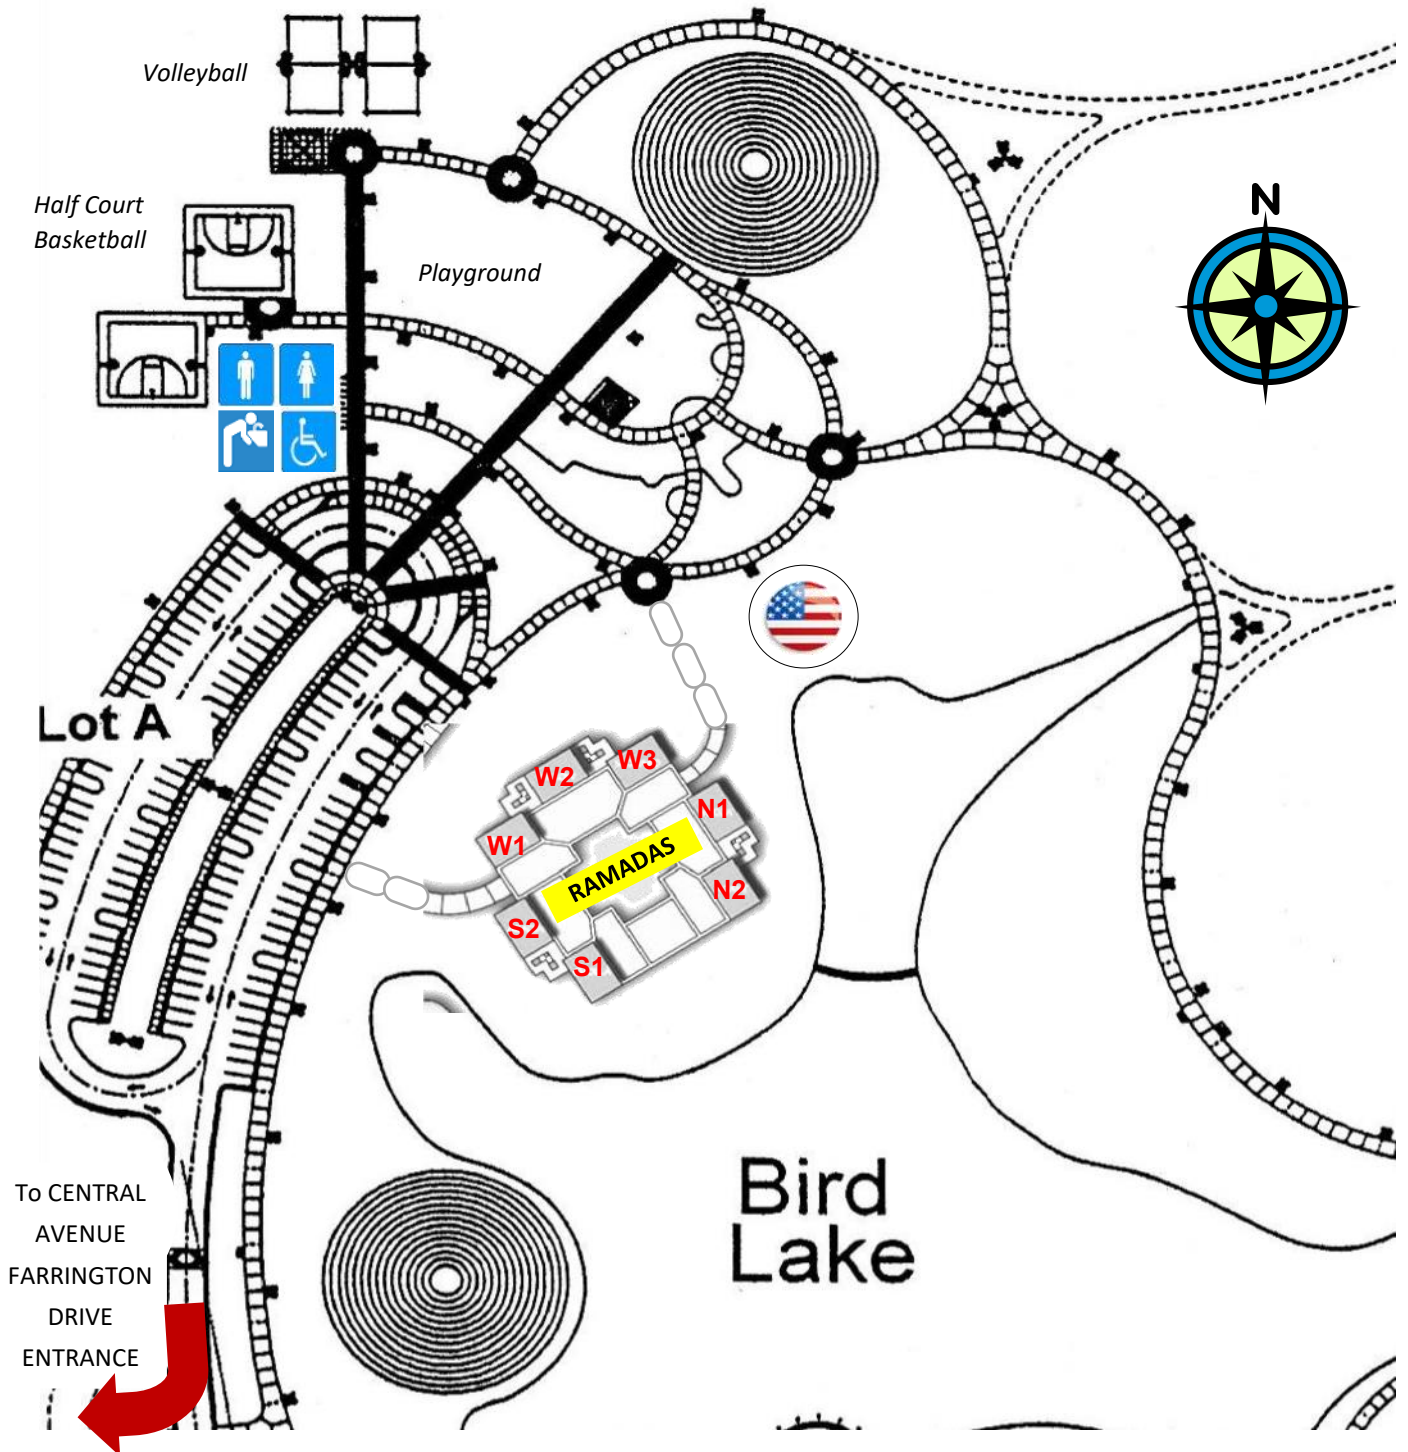 Volleyball
Half Court
Basketball
Playground
N
Lot A
W2
W3
W1
N1
RAMADAS
N2
S2
S1
Bird
Lake
To CENTRAL
AVENUE
FARRINGTON
DRIVE
ENTRANCE